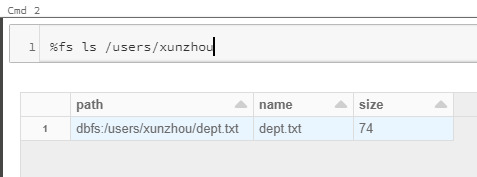 Cmd 2
1 %fs ls /users/xunzhou
path name size
1 dbfs:/users/xunzhou/dept.txt dept.txt 74